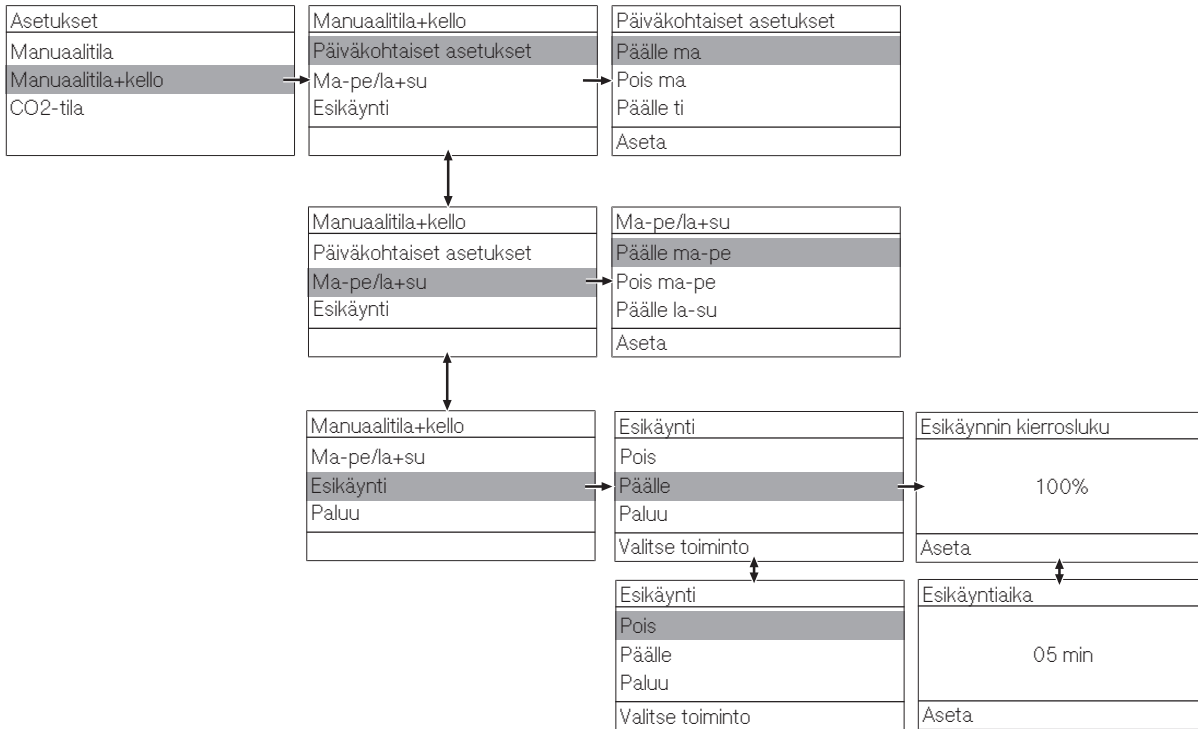 Asetukset
Manuaalitila
Manuaalitila+kello
CO2-tila
Manuaalitila+kello
Päiväkohtaiset asetukset
Ma-pe/la+su
Esikäynti
Päiväkohtaiset asetukset
Päälle ma
Pois ma
Päälle ti
Aseta
Manuaalitila+kello
Päiväkohtaiset asetukset
Ma-pe/la+su
Esikäynti
Ma-pe/la+su
Päälle ma-pe
Pois ma-pe
Päälle la-su
Aseta
Manuaalitila+kello
Ma-pe/la+su
Esikäynti
Paluu
Esikäynti
Pois
Päälle
Paluu
Valitse toiminto
Esikäynnin kierrosluku
100%
Aseta
Esikäynti
Pois
Päälle
Paluu
Valitse toiminto
Esikäyntiaika
05 min
Aseta